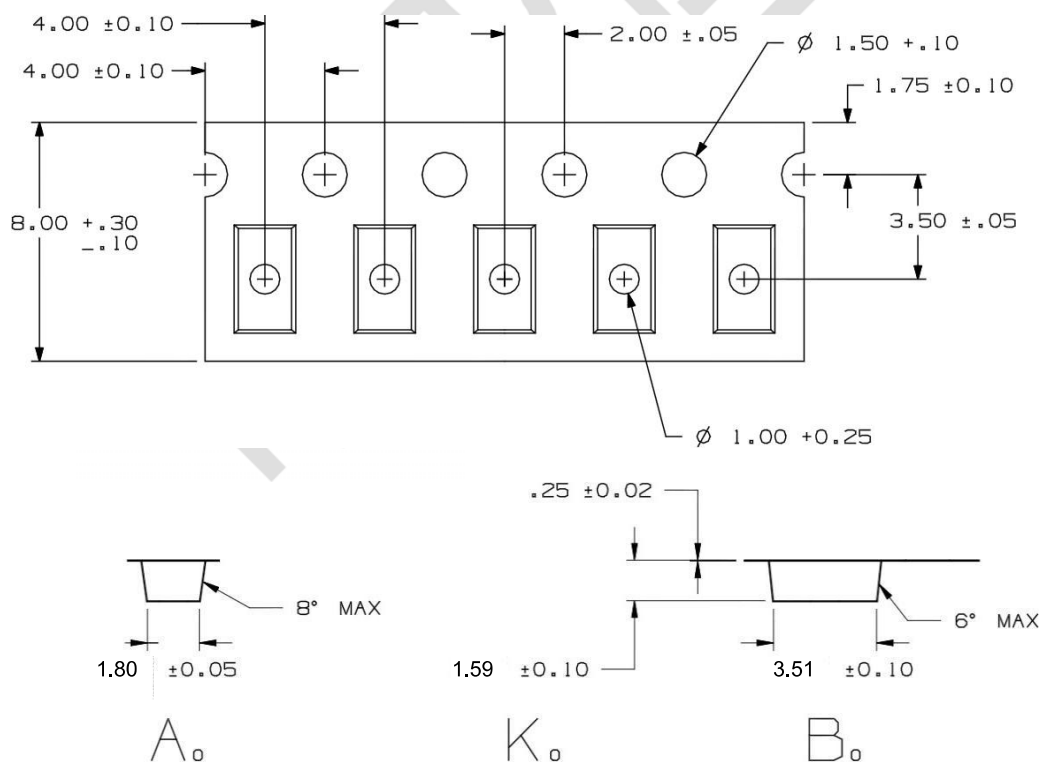 4.00 ±0.10
2.00 ±.05
Ø 1.50 +.10
4.00 ±0.10
1.75 ±0.10
8.00 +.30
-.10
3.50 ±.05
Ø 1.00 +0.25
.25 ±0.02
8° MAX
6° MAX
1.80 ±0.05
1.59 ±0.10
3.51 ±0.10
A₀
K₀
B₀